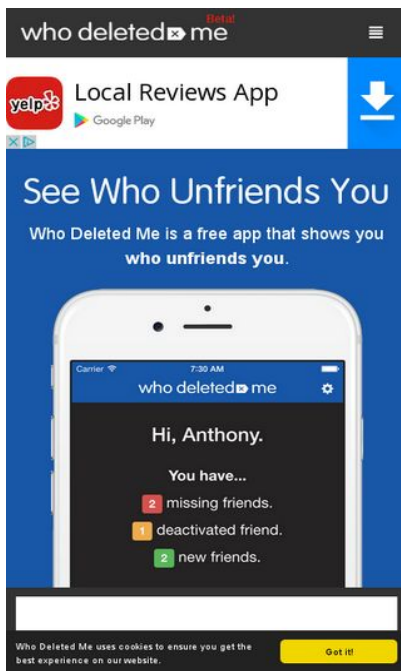 Beta!
who deleted me
yelp
Local Reviews App
Google Play
See Who Unfriends You
Who Deleted Me is a free app that shows you
who unfriends you.
Carrier 7:30 AM
who deleted me
Hi, Anthony.
You have...
2 missing friends.
1 deactivated friend.
2 new friends.
Who Deleted Me uses cookies to ensure you get the
best experience on our website.
Got it!